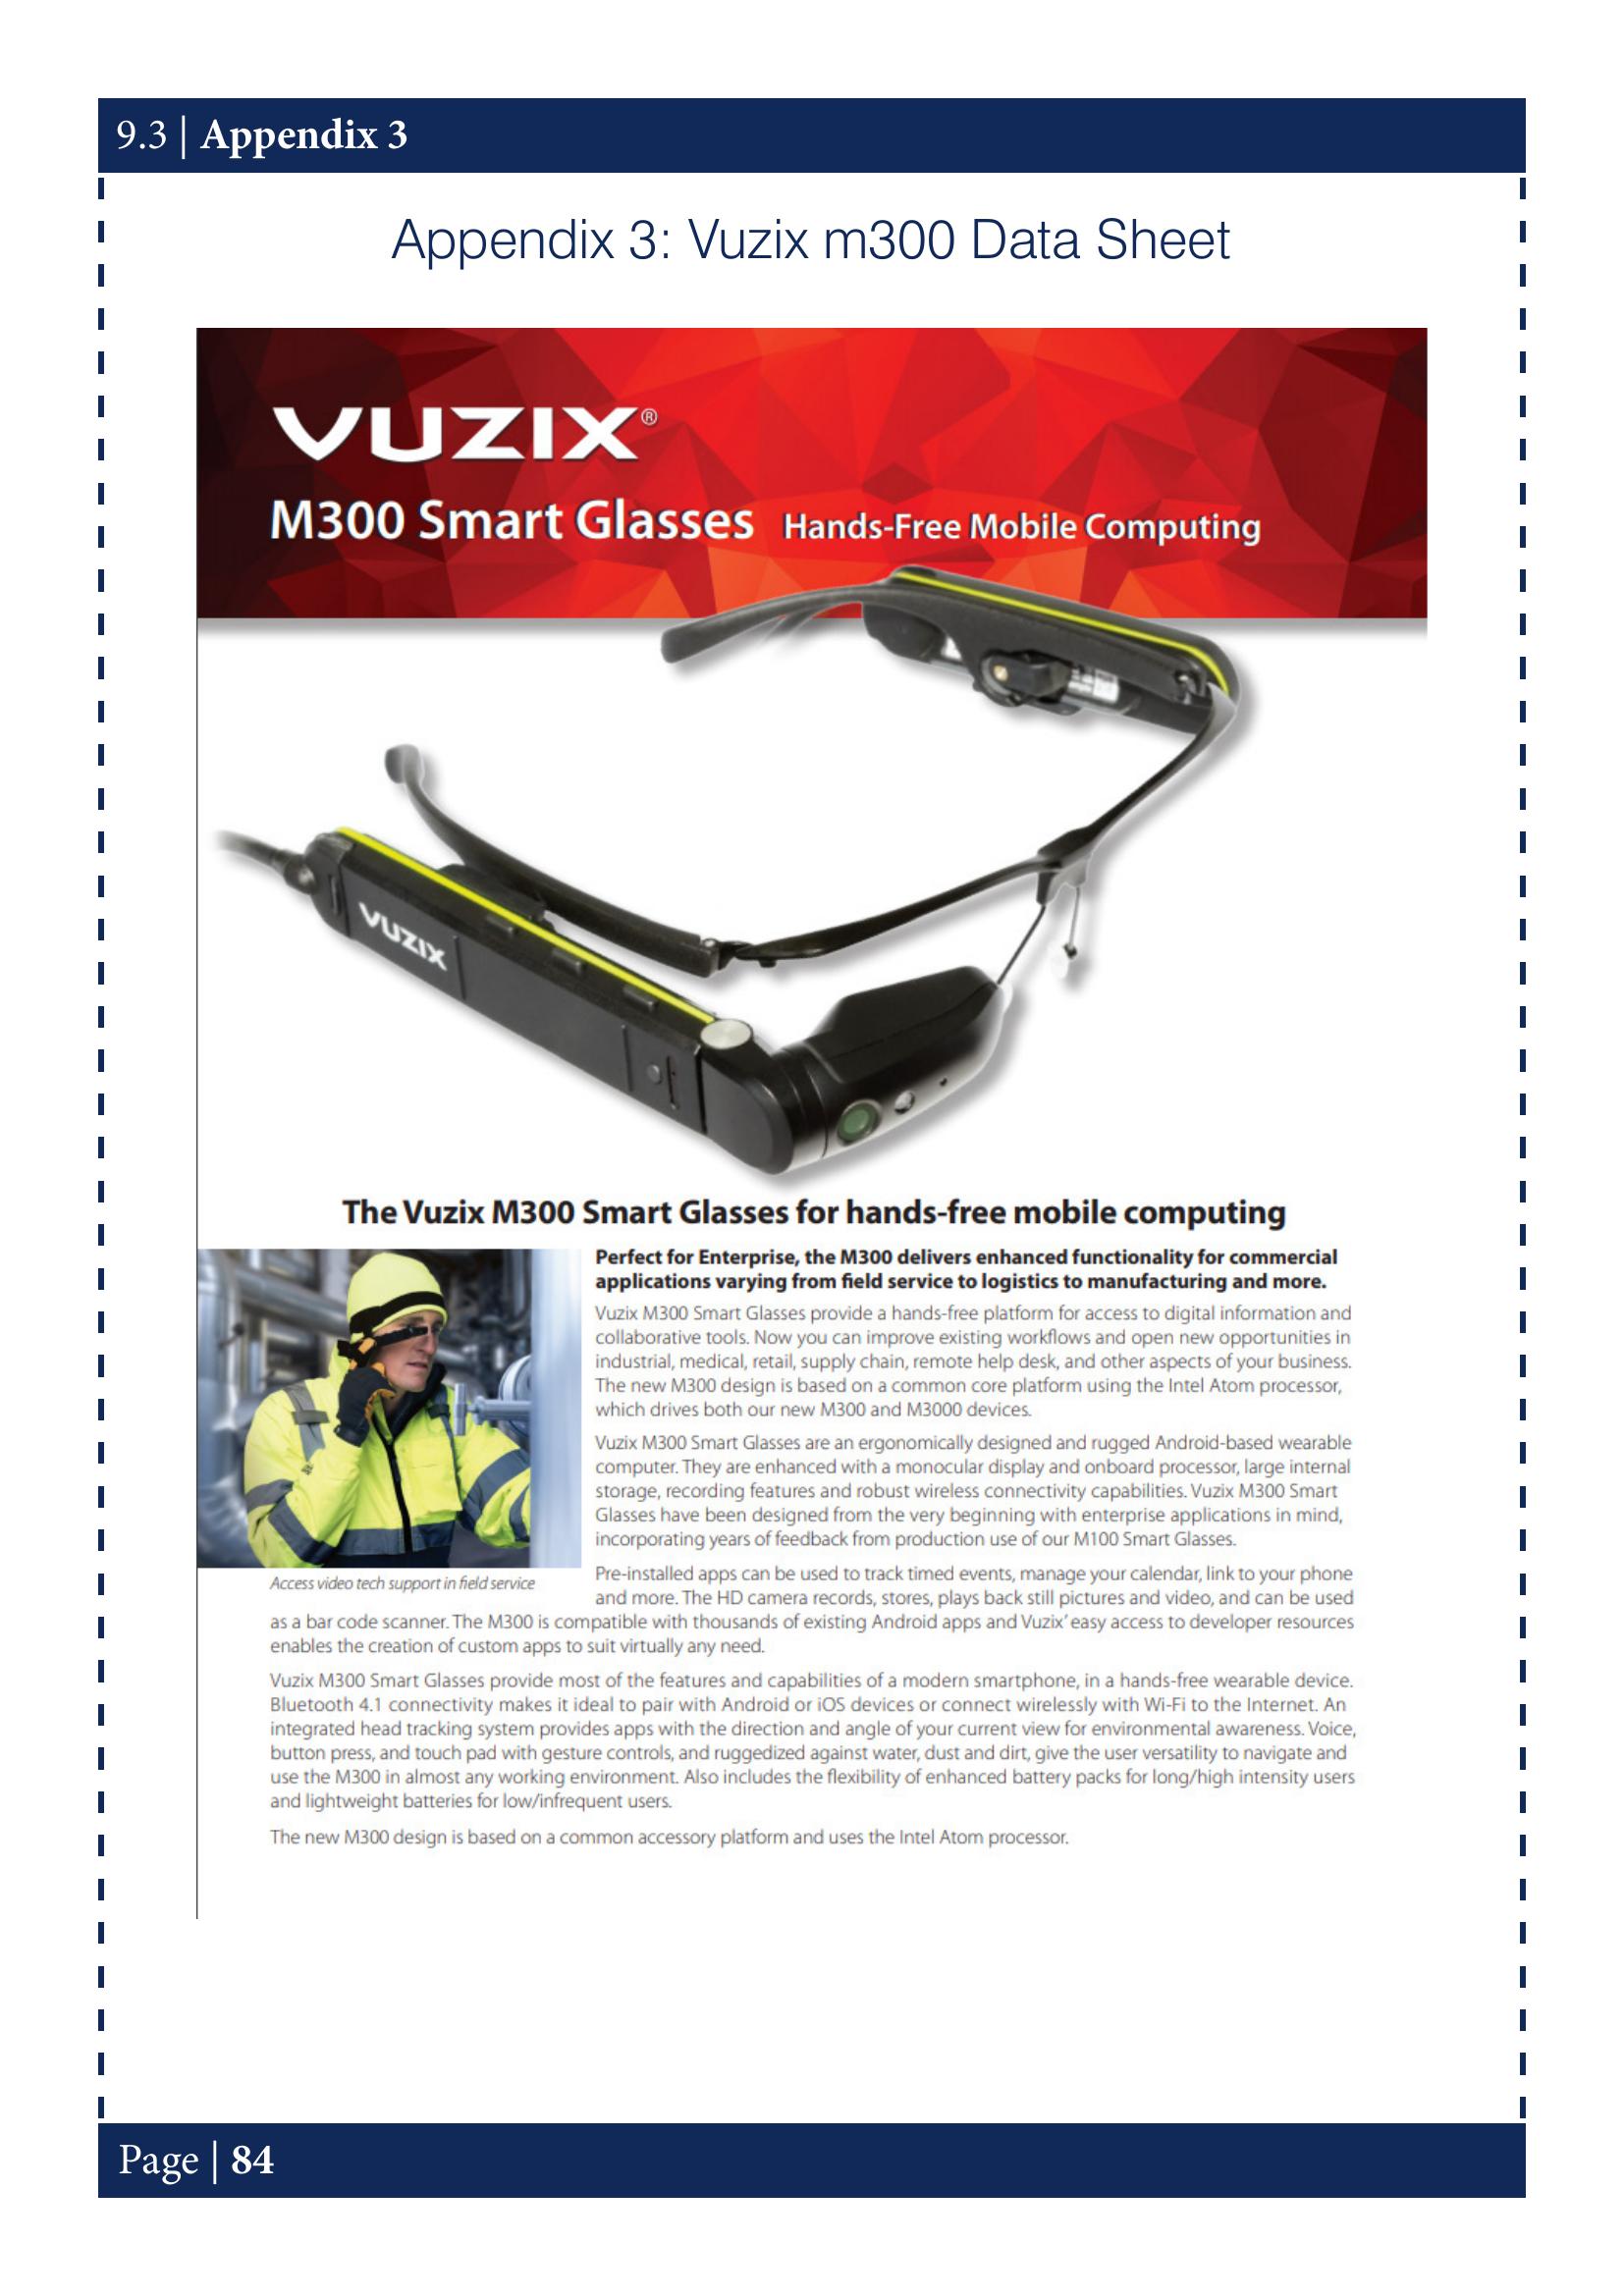 9.3 | Appendix 3
Appendix 3: Vuzix m300 Data Sheet
VUZIX®
M300 Smart Glasses Hands-Free Mobile Computing
VUZIX
The Vuzix M300 Smart Glasses for hands-free mobile computing
Perfect for Enterprise, the M300 delivers enhanced functionality for commercial
applications varying from field service to logistics to manufacturing and more.
Vuzix M300 Smart Glasses provide a hands-free platform for access to digital information and
collaborative tools. Now you can improve existing workflows and open new opportunities in
industrial, medical, retail, supply chain, remote help desk, and other aspects of your business.
The new M300 design is based on a common core platform using the Intel Atom processor,
which drives both our new M300 and M3000 devices.
Vuzix M300 Smart Glasses are an ergonomically designed and rugged Android-based wearable
computer. They are enhanced with a monocular display and onboard processor, large internal
storage, recording features and robust wireless connectivity capabilities. Vuzix M300 Smart
Glasses have been designed from the very beginning with enterprise applications in mind,
incorporating years of feedback from production use of our M100 Smart Glasses.
Access video tech support in field service
Pre-installed apps can be used to track timed events, manage your calendar, link to your phone
and more. The HD camera records, stores, plays back still pictures and video, and can be used
as a bar code scanner. The M300 is compatible with thousands of existing Android apps and Vuzix' easy access to developer resources
enables the creation of custom apps to suit virtually any need.
Vuzix M300 Smart Glasses provide most of the features and capabilities of a modern smartphone, in a hands-free wearable device.
Bluetooth 4.1 connectivity makes it ideal to pair with Android or iOS devices or connect wirelessly with Wi-Fi to the Internet. An
integrated head tracking system provides apps with the direction and angle of your current view for environmental awareness. Voice,
button press, and touch pad with gesture controls, and ruggedized against water, dust and dirt, give the user versatility to navigate and
use the M300 in almost any working environment. Also includes the flexibility of enhanced battery packs for long/high intensity users
and lightweight batteries for low/infrequent users.
The new M300 design is based on a common accessory platform and uses the Intel Atom processor.
Page | 84